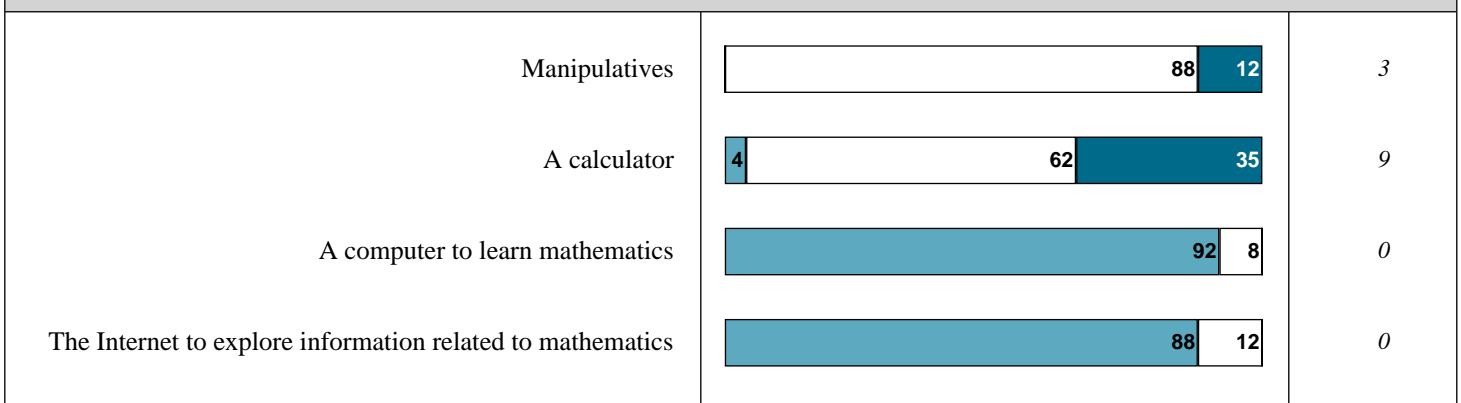 Manipulatives 88 12 3
A calculator 4 62 35 9
A computer to learn mathematics 92 8 0
The Internet to explore information related to mathematics 88 12 0